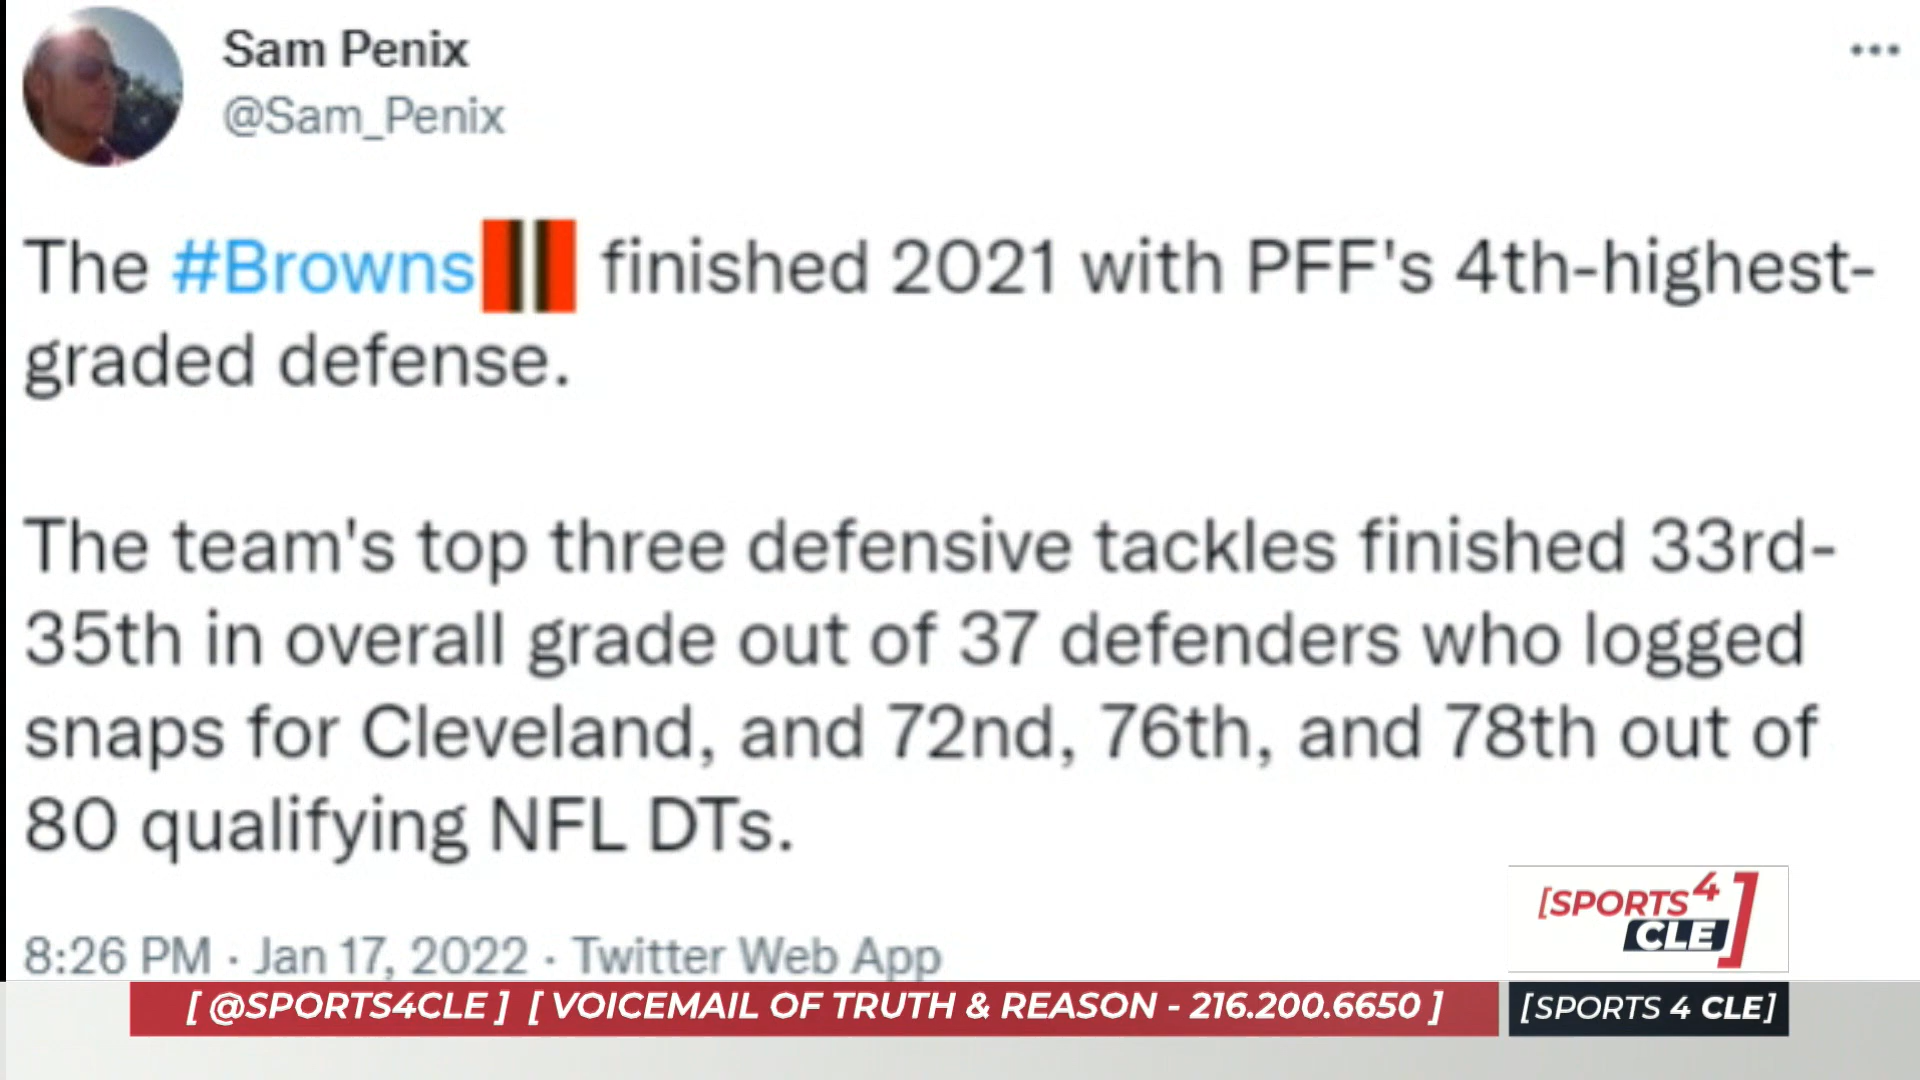 Sam Penix
@Sam_Penix
The #Browns finished 2021 with PFF's 4th-highest-
graded defense.
The team's top three defensive tackles finished 33rd-
35th in overall grade out of 37 defenders who logged
snaps for Cleveland, and 72nd, 76th, and 78th out of
80 qualifying NFL DTs.
8:26 PM · Jan 17, 2022 · Twitter Web App
[SPORTS 4
CLE]
[ @SPORTS4CLE ] [ VOICEMAIL OF TRUTH & REASON - 216.200.6650 ]
[SPORTS 4 CLE]